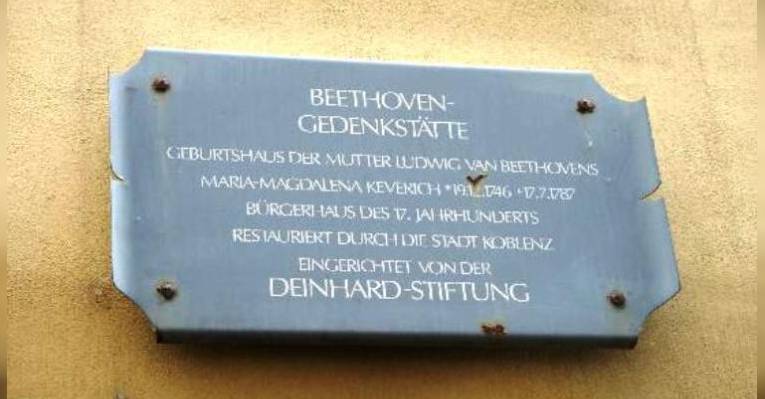 BEETHOVEN-
GEDENKSTÄTTE
GEBURTSHAUS DER MUTTER LUDWIG VAN BEETHOVENS
MARIA-MAGDALENA KEVERICH *19.12.1746 +17.7.1787
BÜRGERHAUS DES 17. JAHRHUNDERTS
RESTAURIERT DURCH DIE STADT KOBLENZ
EINGERICHTET VON DER
DEINHARD-STIFTUNG